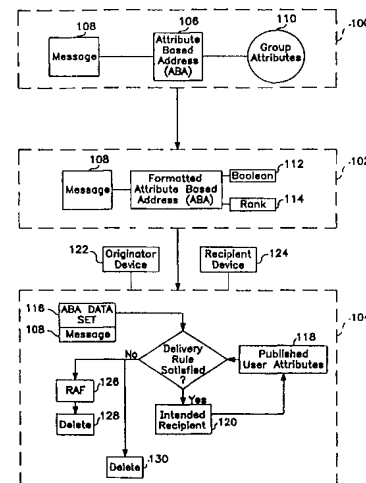 108
106
110
100
Message
Attribute
Based
Address
(ABA)
Group
Attributes
108
112
102
Message
Formatted
Attribute Based
Address (ABA)
Boolean
Rank
114
122
Originator
Device
Recipient
Device
124
116
ABA DATA
SET
108
Message
104
118
No
Delivery
Rule
Satisfied
?
Published
User Attributes
RAF
126
Yes
Delete
128
Intended
Recipient
120
Delete
130